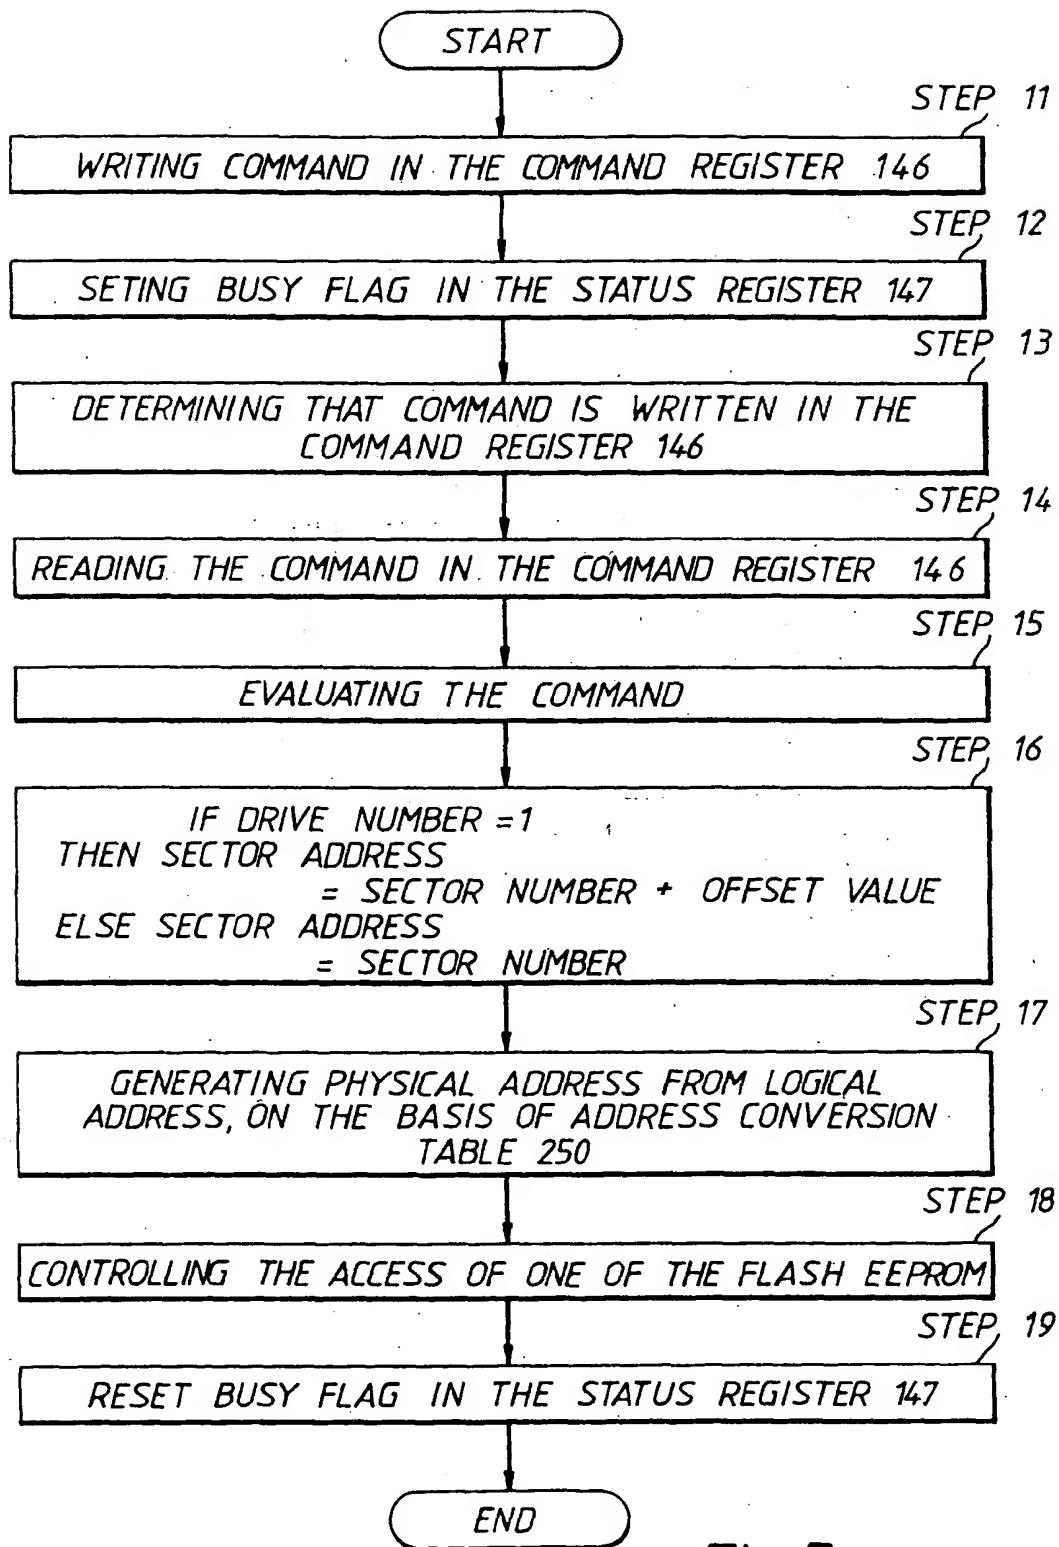 START
STEP 11
WRITING COMMAND IN THE COMMAND REGISTER 146
STEP 12
SETING BUSY FLAG IN THE STATUS REGISTER 147
STEP 13
DETERMINING THAT COMMAND IS WRITTEN IN THE
COMMAND REGISTER 146
STEP 14
READING THE COMMAND IN THE COMMAND REGISTER 146
STEP 15
EVALUATING THE COMMAND
STEP 16
IF DRIVE NUMBER = 1
THEN SECTOR ADDRESS
= SECTOR NUMBER + OFFSET VALUE
ELSE SECTOR ADDRESS
= SECTOR NUMBER
STEP 17
GENERATING PHYSICAL ADDRESS FROM LOGICAL
ADDRESS, ON THE BASIS OF ADDRESS CONVERSION
TABLE 250
STEP 18
CONTROLLING THE ACCESS OF ONE OF THE FLASH EEPROM
STEP 19
RESET BUSY FLAG IN THE STATUS REGISTER 147
END